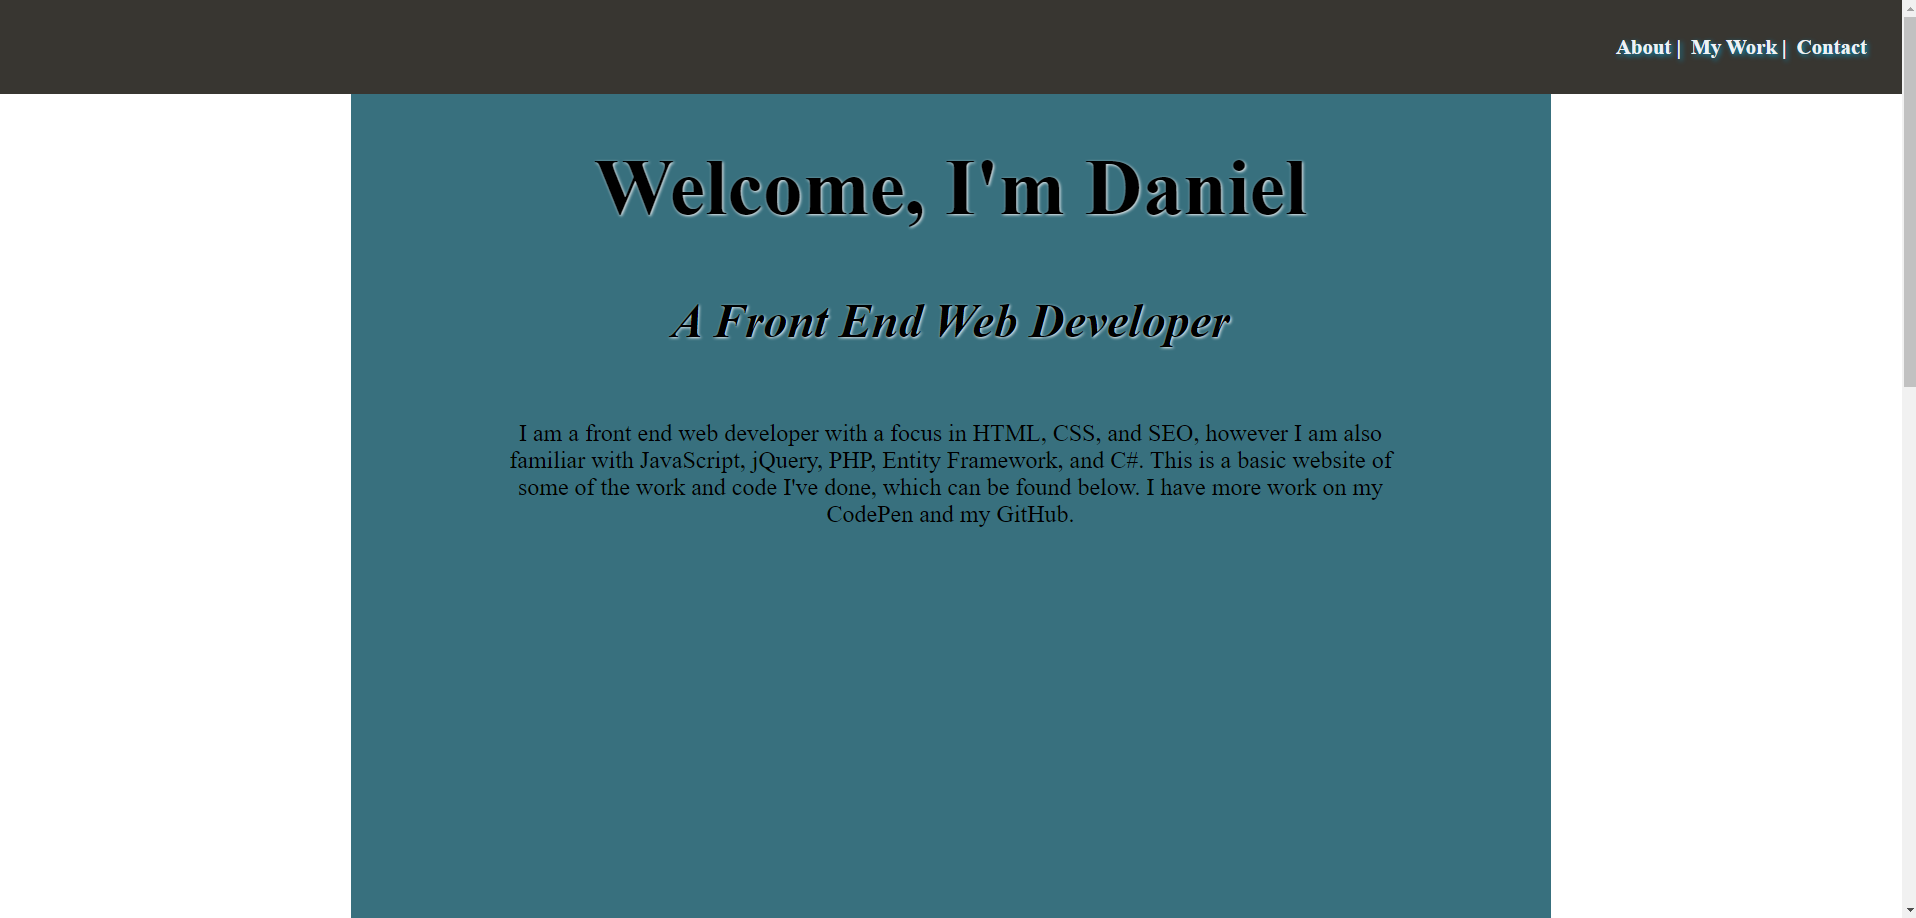 About | My Work | Contact
Welcome, I'm Daniel
A Front End Web Developer
I am a front end web developer with a focus in HTML, CSS, and SEO, however I am also
familiar with JavaScript, jQuery, PHP, Entity Framework, and C#. This is a basic website of
some of the work and code I've done, which can be found below. I have more work on my
CodePen and my GitHub.